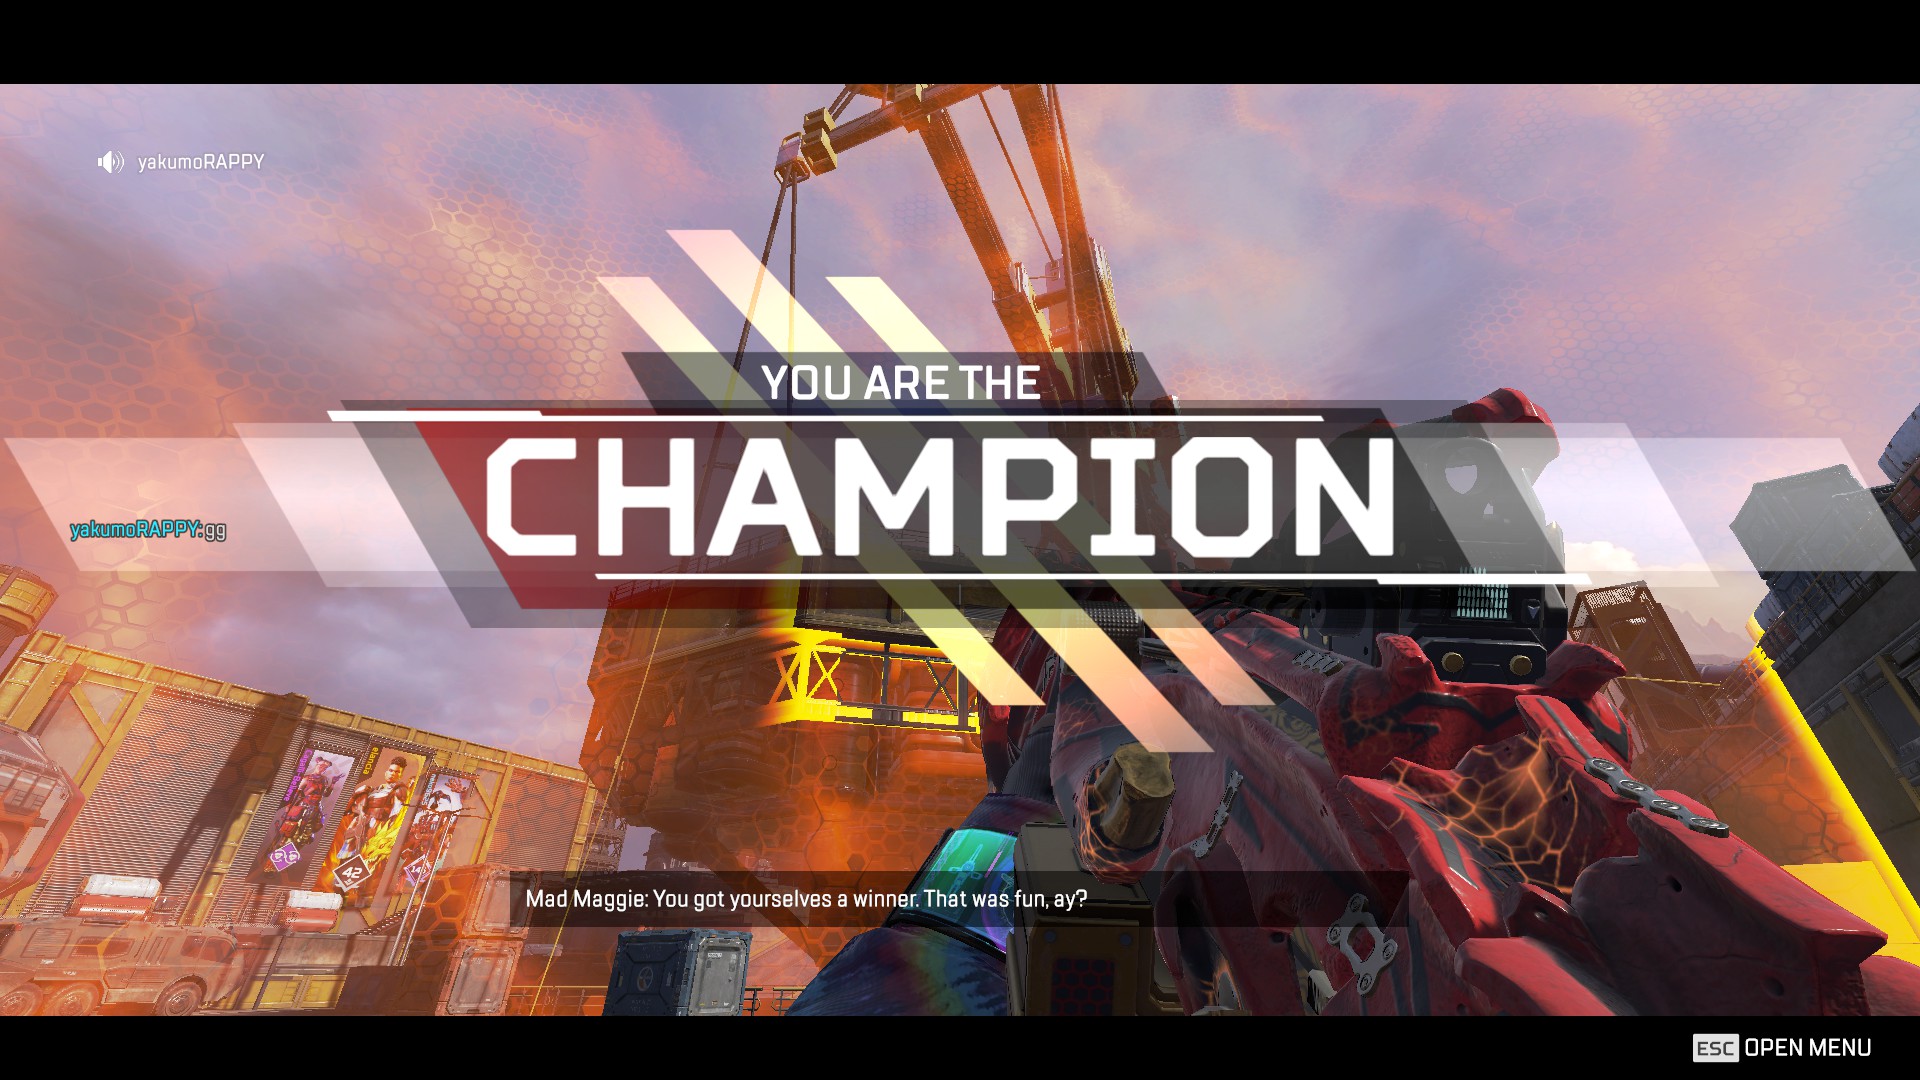 yakumoRAPPY
YOU ARE THE
CHAMPION
yakumoRAPPY: gg
42
Mad Maggie: You got yourselves a winner. That was fun, ay?
ESC OPEN MENU